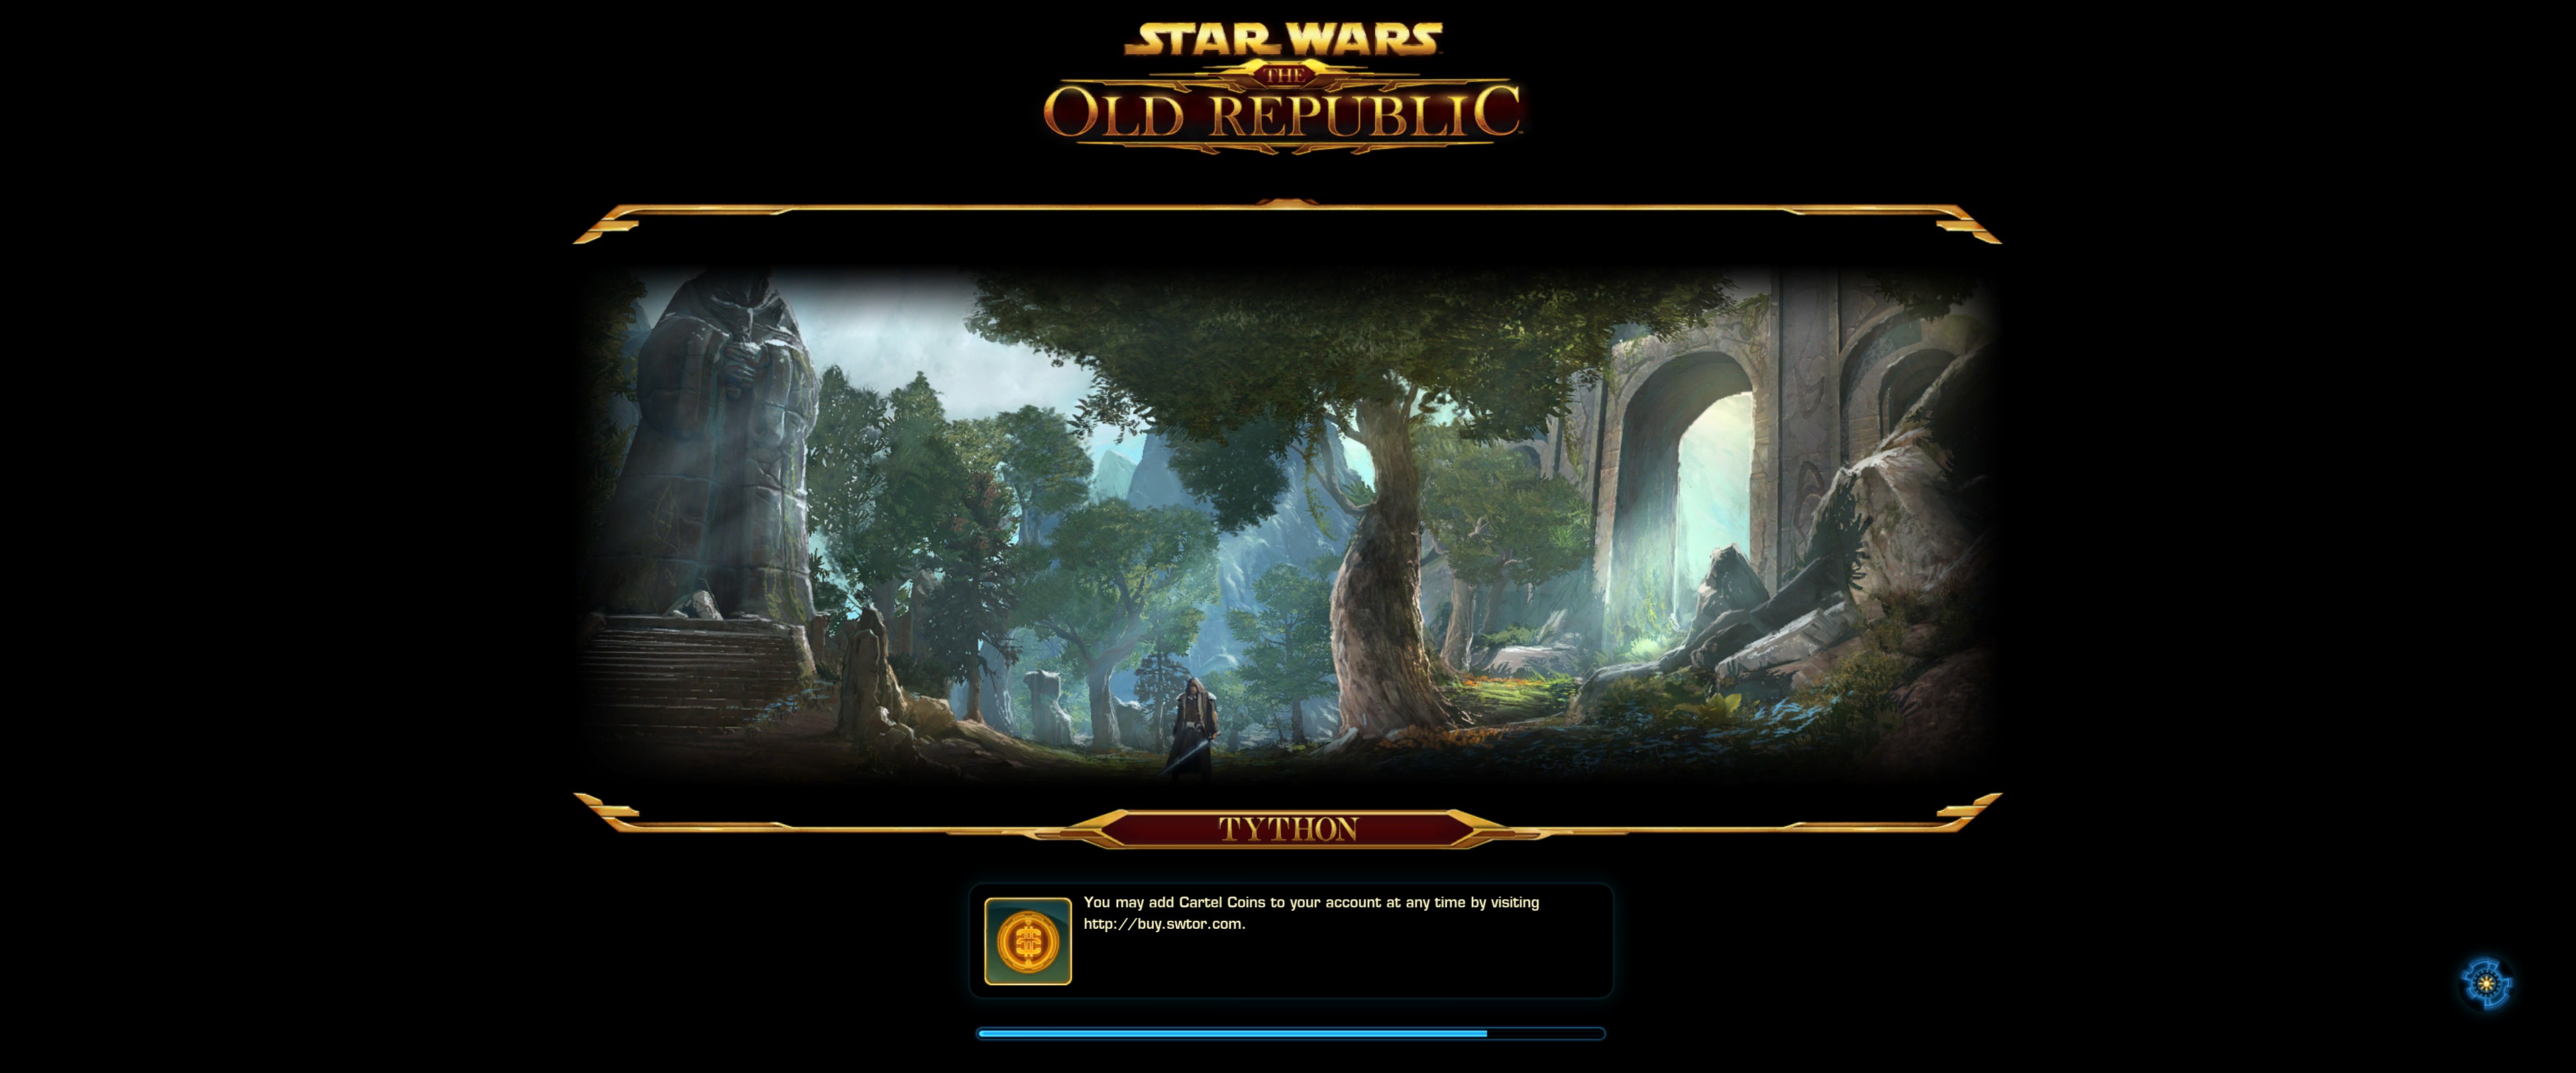 STAR WARS
THE
OLD REPUBLIC
TYTHON
You may add Cartel Coins to your account at any time by visiting
http://buy.swtor.com.